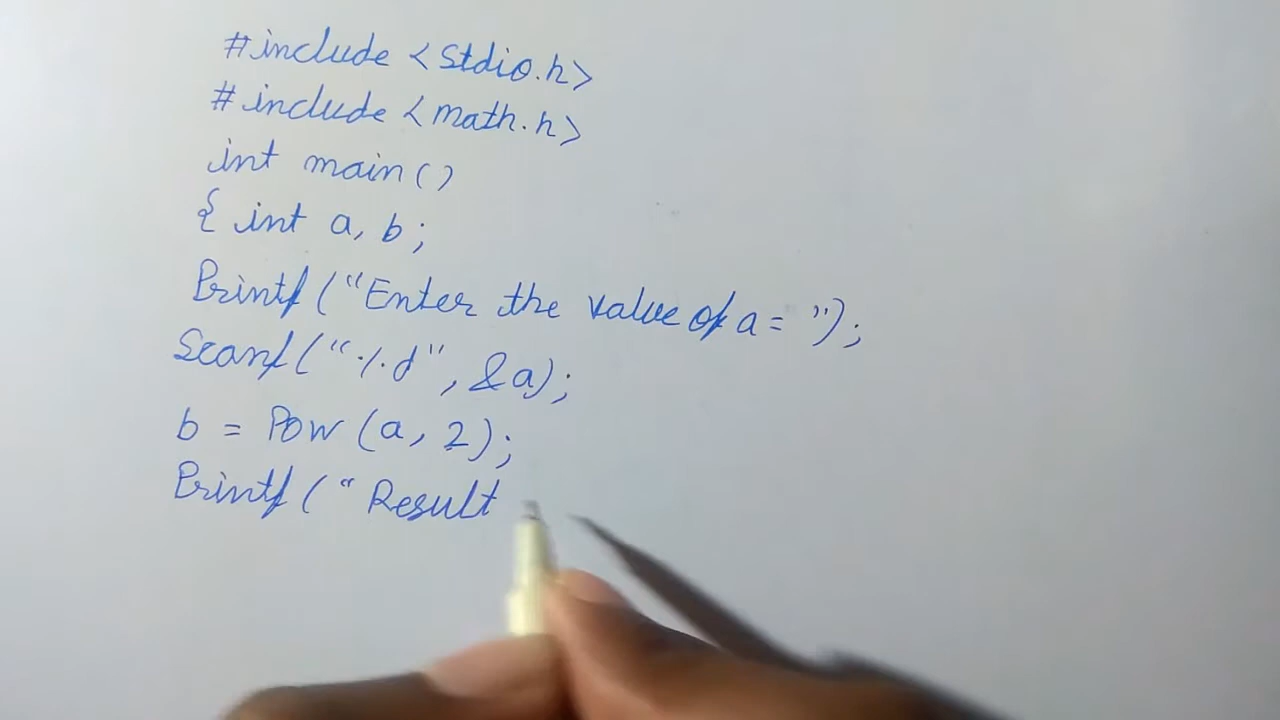 #include <stdio.h>
#include <math.h>
int main()
{ int a, b;
Printf("Enter the value of a = ");
Scanf("%d", &a);
b = Pow (a, 2);
Printf("Result